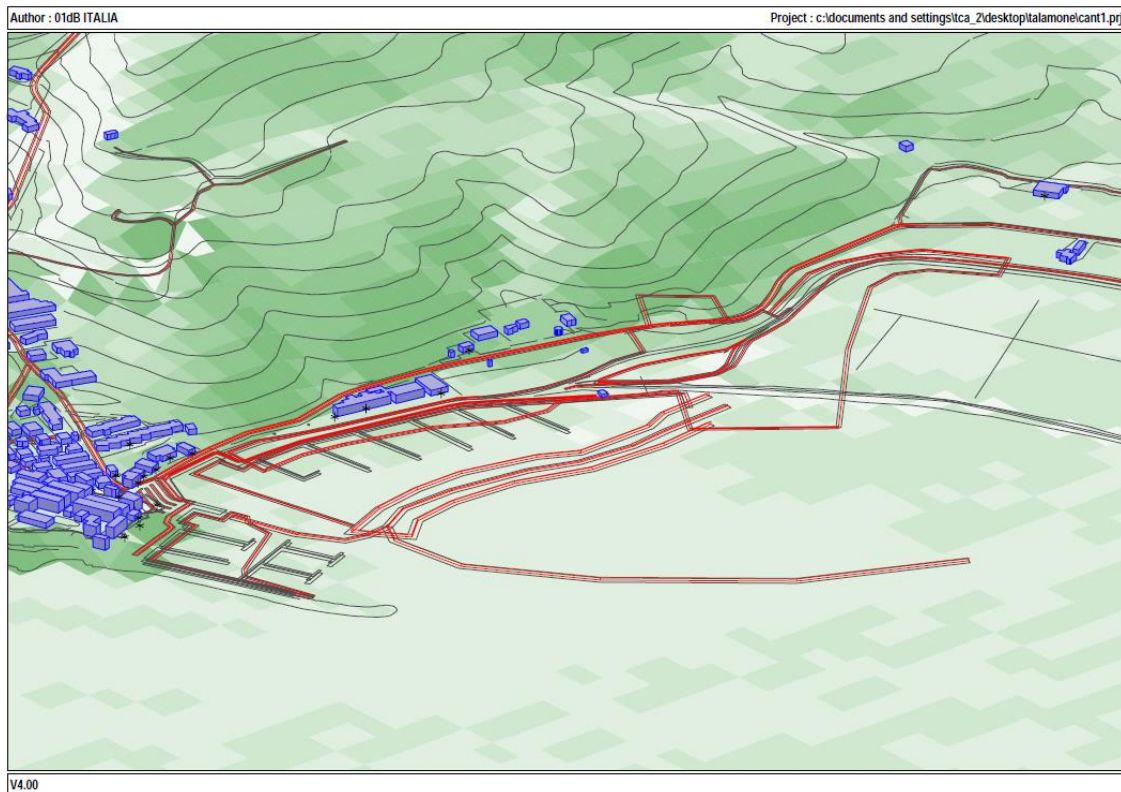 Author : 01dB ITALIA
Project : c:\documents and settings\tca_2\desktop\talamone\cant1.prj
V4.00